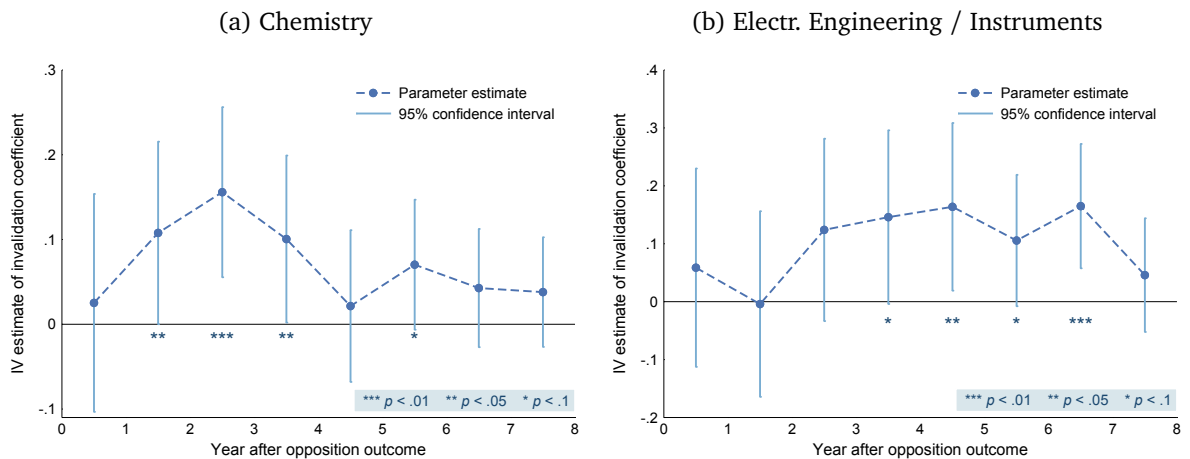 (a) Chemistry
.3
.2
.1
0
-.1
IV estimate of invalidation coefficient
Parameter estimate
95% confidence interval
** *** ** *
*** p < .01 ** p < .05 * p < .1
0 1 2 3 4 5 6 7 8
Year after opposition outcome
(b) Electr. Engineering / Instruments
.4
.3
.2
.1
0
-.1
-.2
IV estimate of invalidation coefficient
Parameter estimate
95% confidence interval
* ** * ***
*** p < .01 ** p < .05 * p < .1
0 1 2 3 4 5 6 7 8
Year after opposition outcome